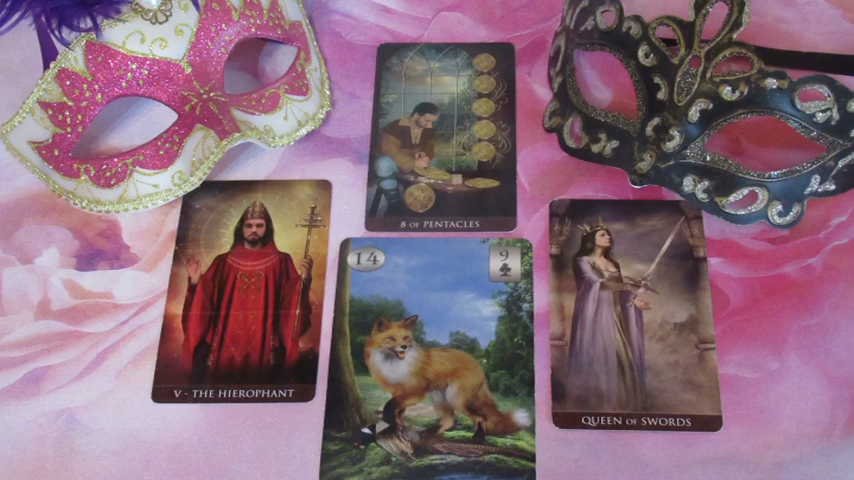 8 OF PENTACLES
V - THE HIEROPHANT
14
9
QUEEN OF SWORDS